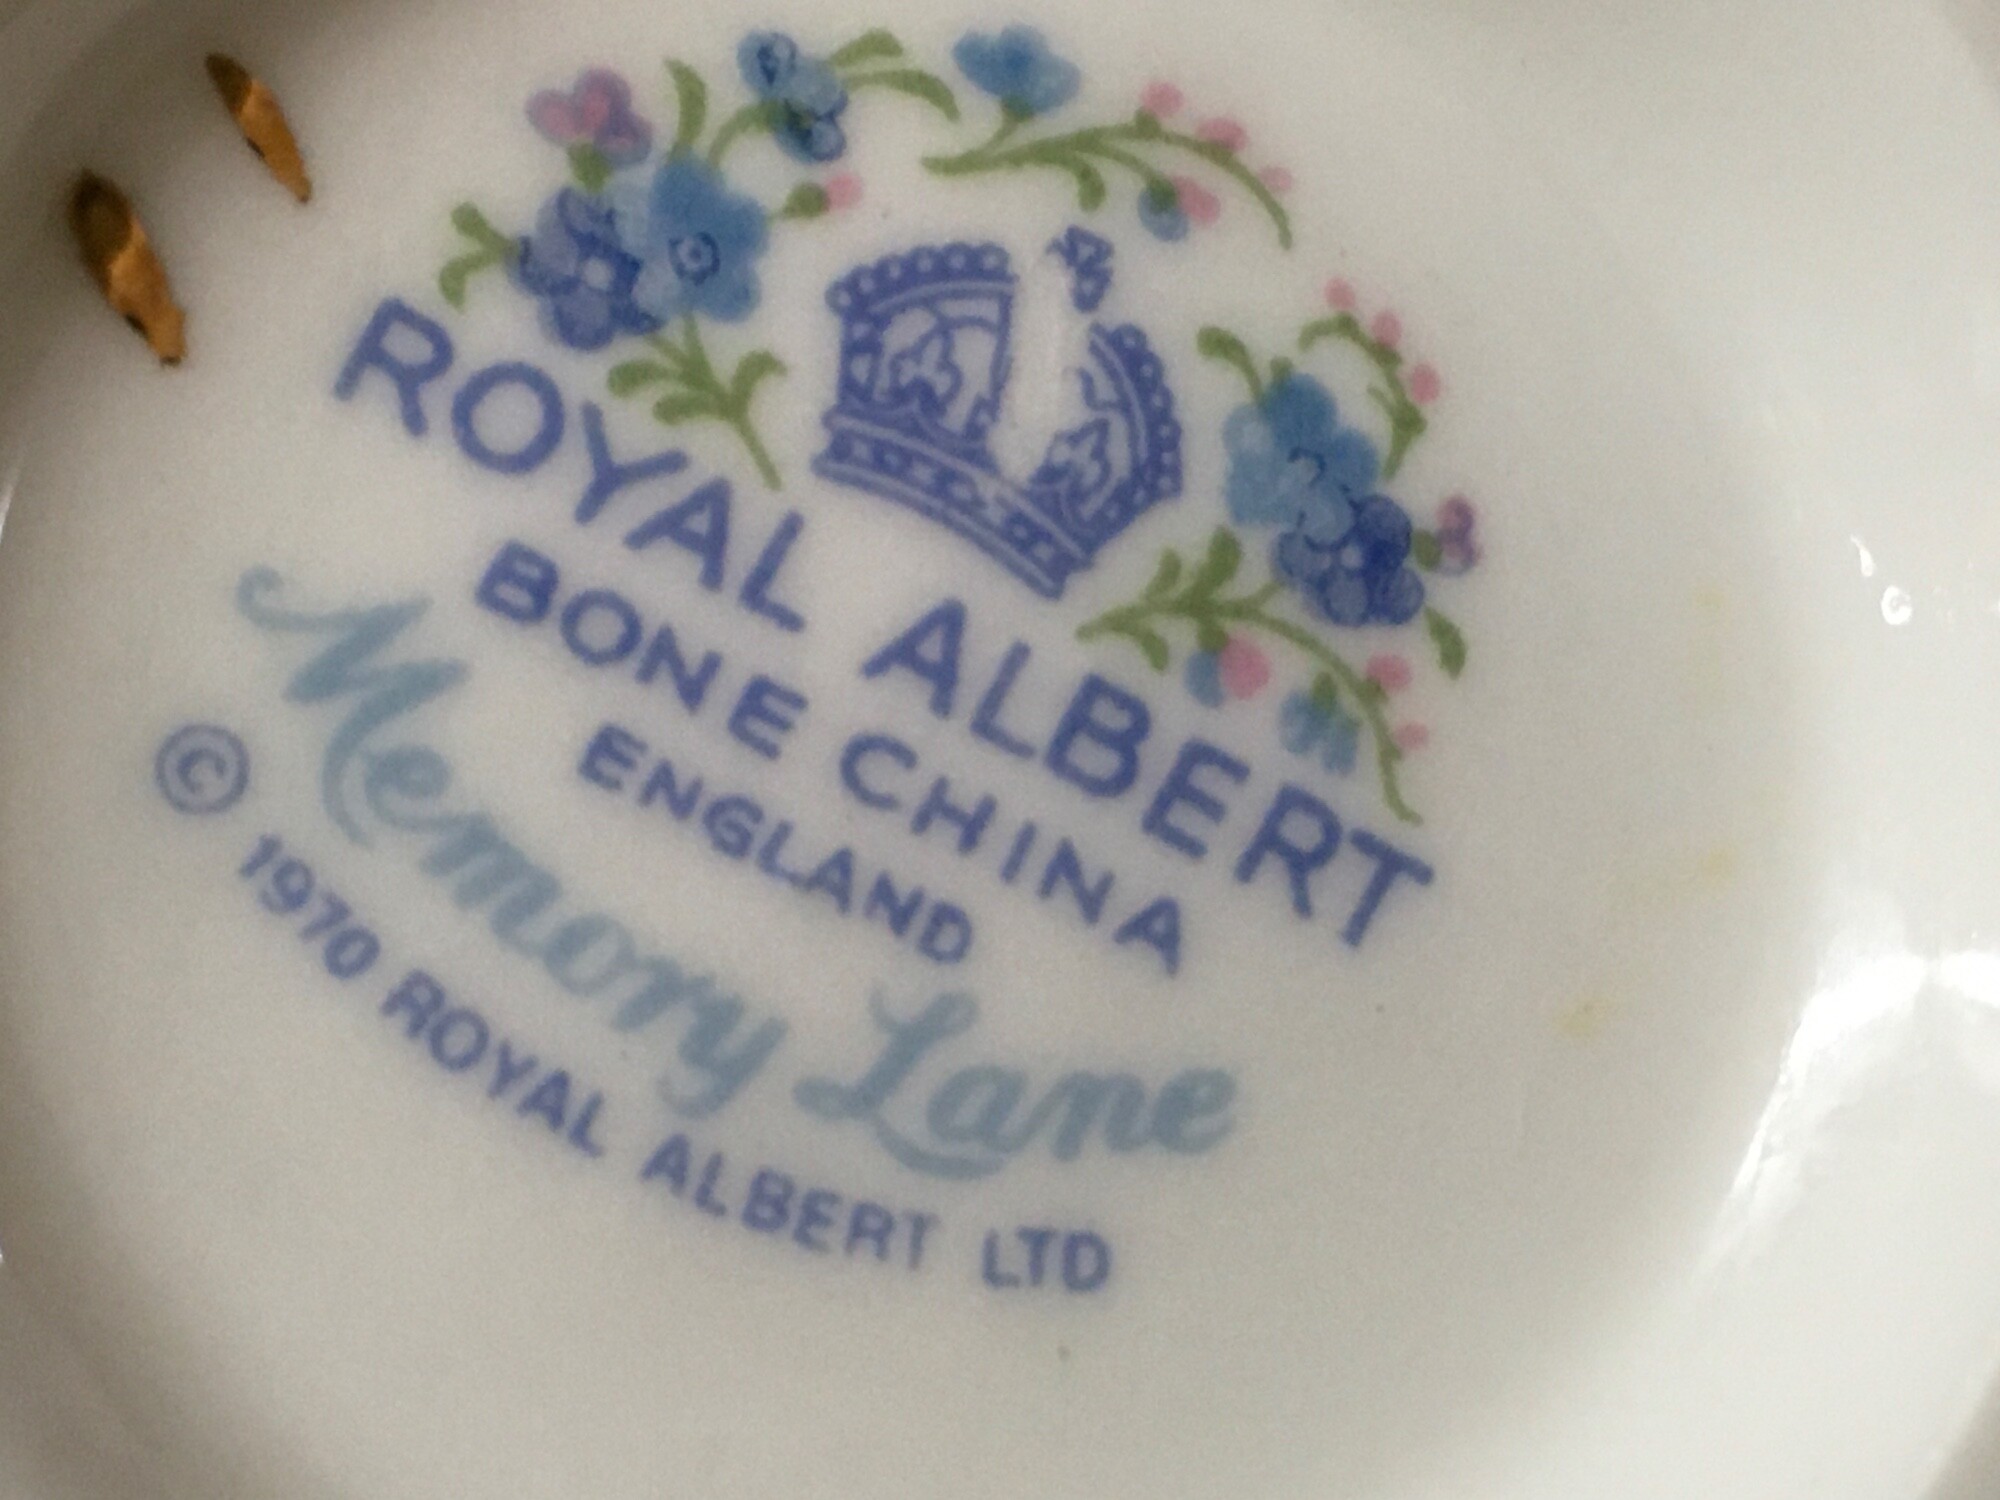 ROYAL ALBERT
BONE CHINA
ENGLAND
Memory Lane
© 1970 ROYAL ALBERT LTD